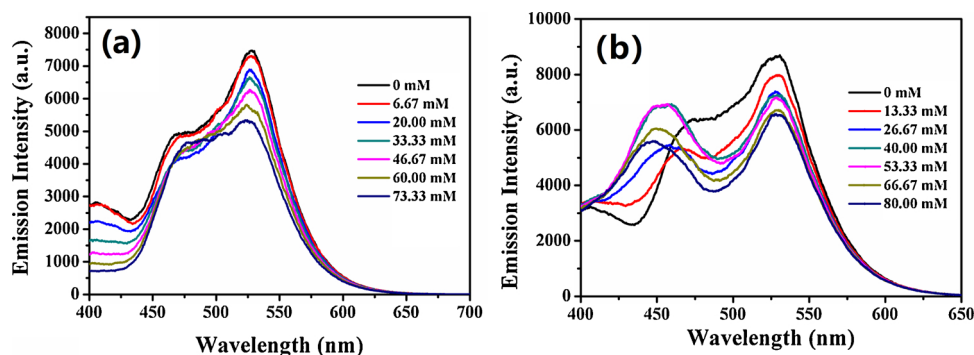 (a)
Emission Intensity (a.u.)
8000
7000
6000
5000
4000
3000
2000
1000
0
0 mM
6.67 mM
20.00 mM
33.33 mM
46.67 mM
60.00 mM
73.33 mM
400 450 500 550 600 650 700
Wavelength (nm)
(b)
Emission Intensity (a.u.)
10000
8000
6000
4000
2000
0
0 mM
13.33 mM
26.67 mM
40.00 mM
53.33 mM
66.67 mM
80.00 mM
400 450 500 550 600 650
Wavelength (nm)